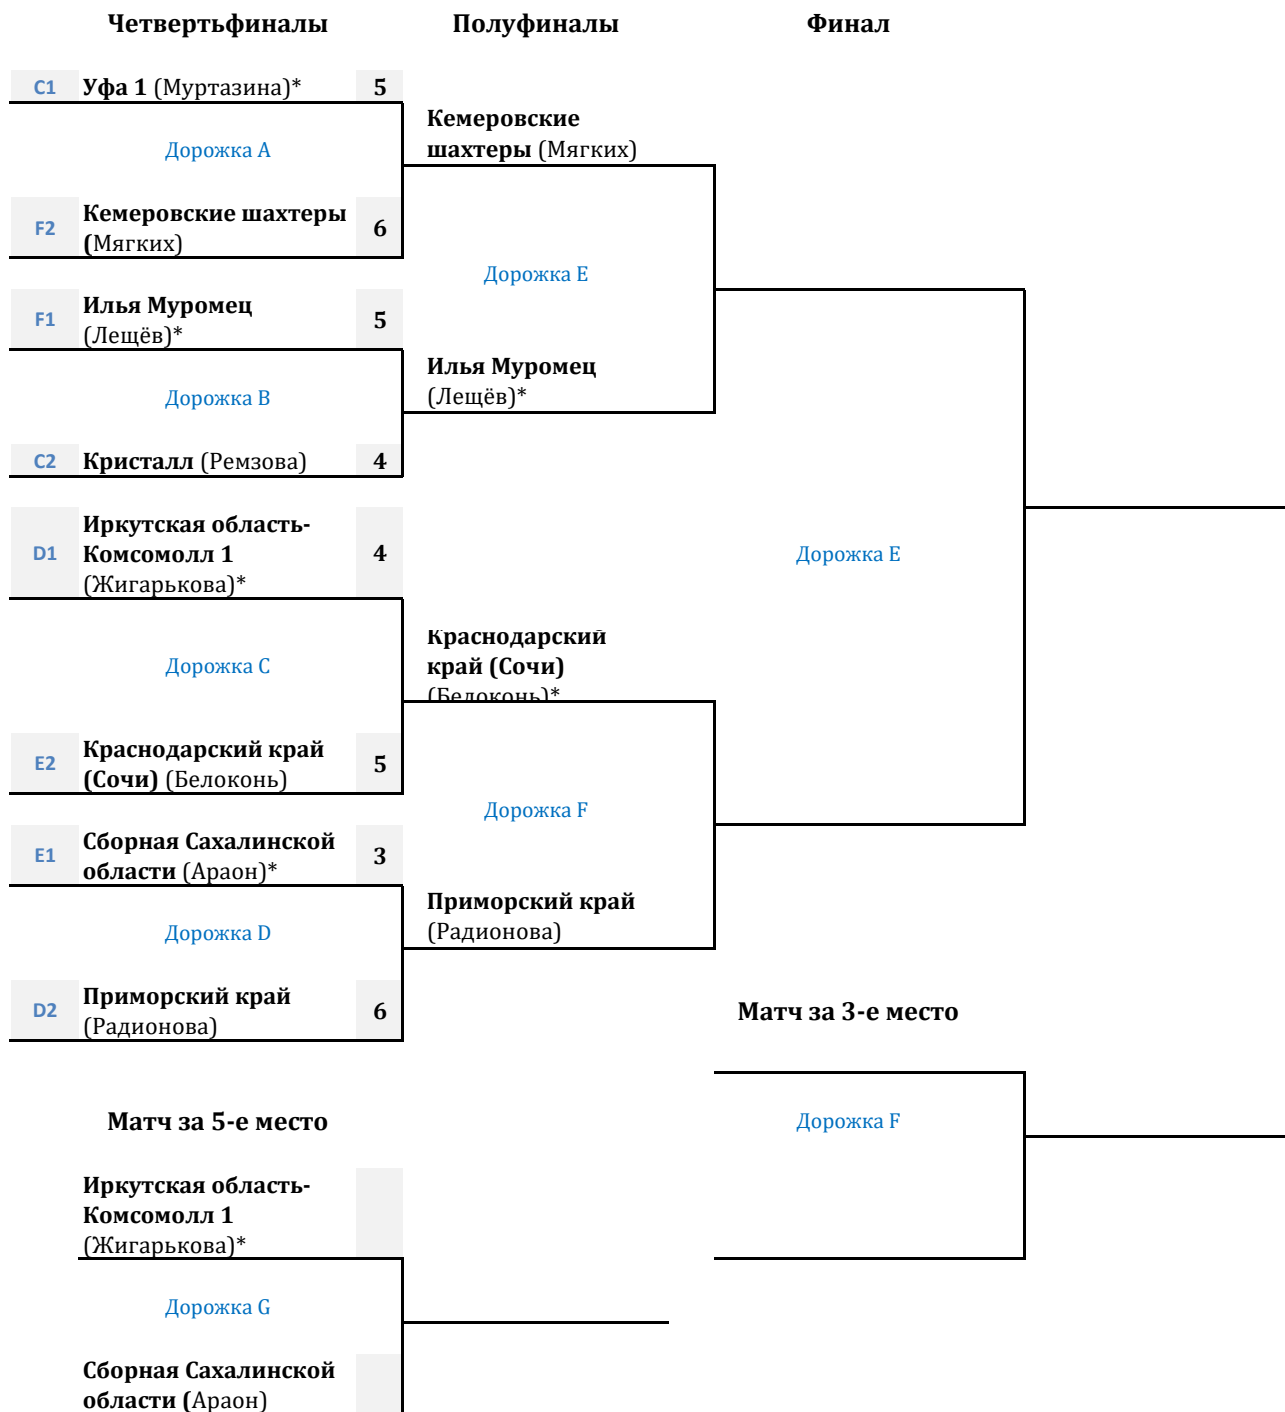 Четвертьфиналы
Полуфиналы
Финал
C1 Уфа 1 (Муртазина)* 5
Дорожка A
F2 Кемеровские шахтеры
(Мягких) 6
F1 Илья Муромец
(Лещёв)* 5
Дорожка B
C2 Кристалл (Ремзова) 4
D1 Иркутская область-
Комсомолл 1
(Жигарькова)* 4
Дорожка C
E2 Краснодарский край
(Сочи) (Белоконь) 5
E1 Сборная Сахалинской
области (Араон)* 3
Дорожка D
D2 Приморский край
(Радионова) 6
Кемеровские
шахтеры (Мягких)
Дорожка E
Илья Муромец
(Лещёв)*
Краснодарский
край (Сочи)
(Белоконь)*
Дорожка F
Приморский край
(Радионова)
Дорожка E
Матч за 3-е место
Дорожка F
Матч за 5-е место
Иркутская область-
Комсомолл 1
(Жигарькова)*
Дорожка G
Сборная Сахалинской
области (Араон)